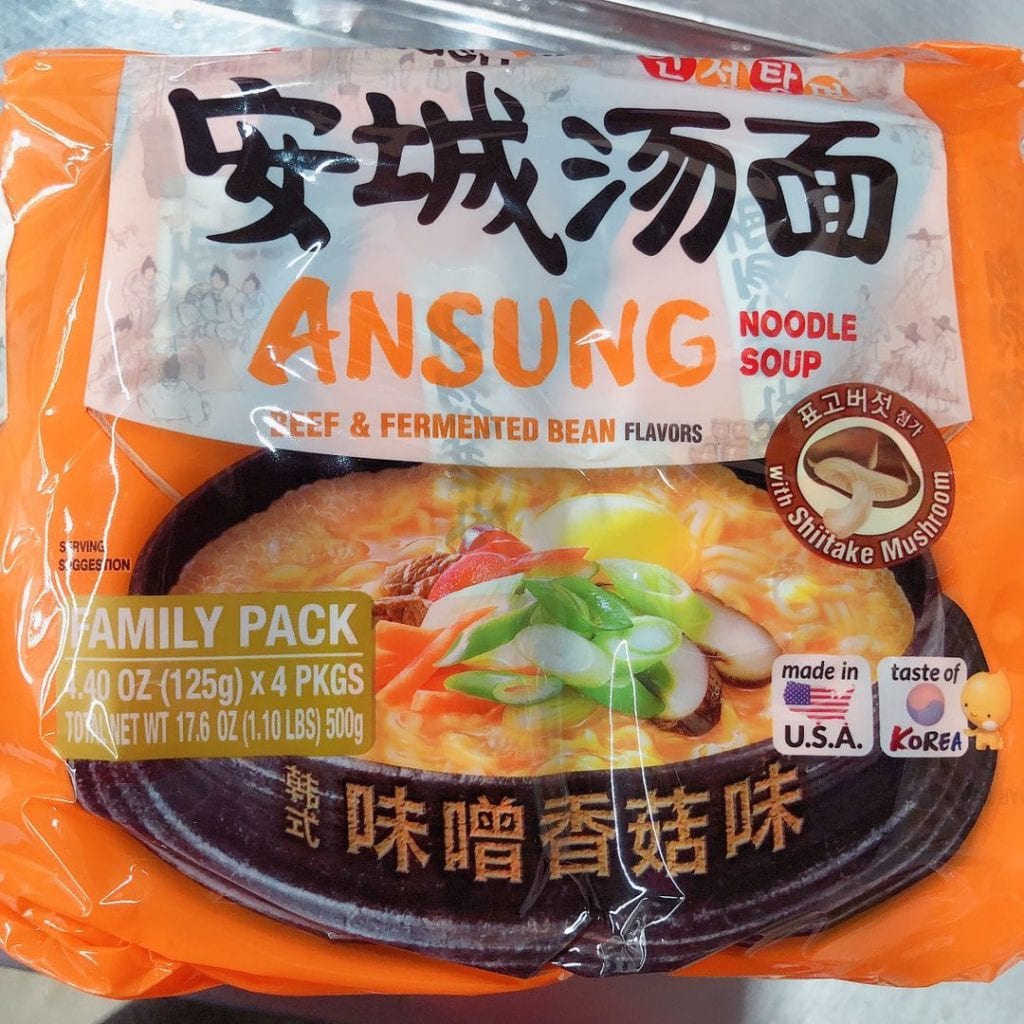 안성탕면
安城汤面
ANSUNG
NOODLE
SOUP
BEEF & FERMENTED BEAN FLAVORS
표고버섯 첨가
with Shiitake Mushroom
SERVING
SUGGESTION
FAMILY PACK
4.40 OZ (125g) x 4 PKGS
TOTAL NET WT 17.6 OZ (1.10 LBS) 500g
made in
U.S.A.
taste of
KOREA
韩式
味噌香菇味